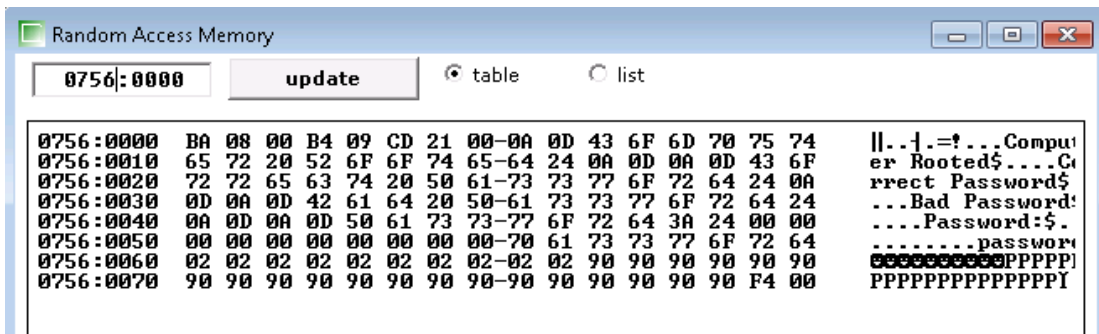 Random Access Memory
0756:0000 update table list
0756:0000 BA 08 00 B4 09 CD 21 00-0A 0D 43 6F 6D 70 75 74 ‖..┤.=!...Comput
0756:0010 65 72 20 52 6F 6F 74 65-64 24 0A 0D 0A 0D 43 6F er Rooted$....Co
0756:0020 72 72 65 63 74 20 50 61-73 73 77 6F 72 64 24 0A rrect Password$
0756:0030 0D 0A 0D 42 61 64 20 50-61 73 73 77 6F 72 64 24 ...Bad Password$
0756:0040 0A 0D 0A 0D 50 61 73 73-77 6F 72 64 3A 24 00 00 ....Password:$.
0756:0050 00 00 00 00 00 00 00 00-70 61 73 73 77 6F 72 64 ........password
0756:0060 02 02 02 02 02 02 02 02-02 02 90 90 90 90 90 90 ☻☻☻☻☻☻☻☻☻☻PPPPPP
0756:0070 90 90 90 90 90 90 90 90-90 90 90 90 90 90 F4 00 PPPPPPPPPPPPPPY